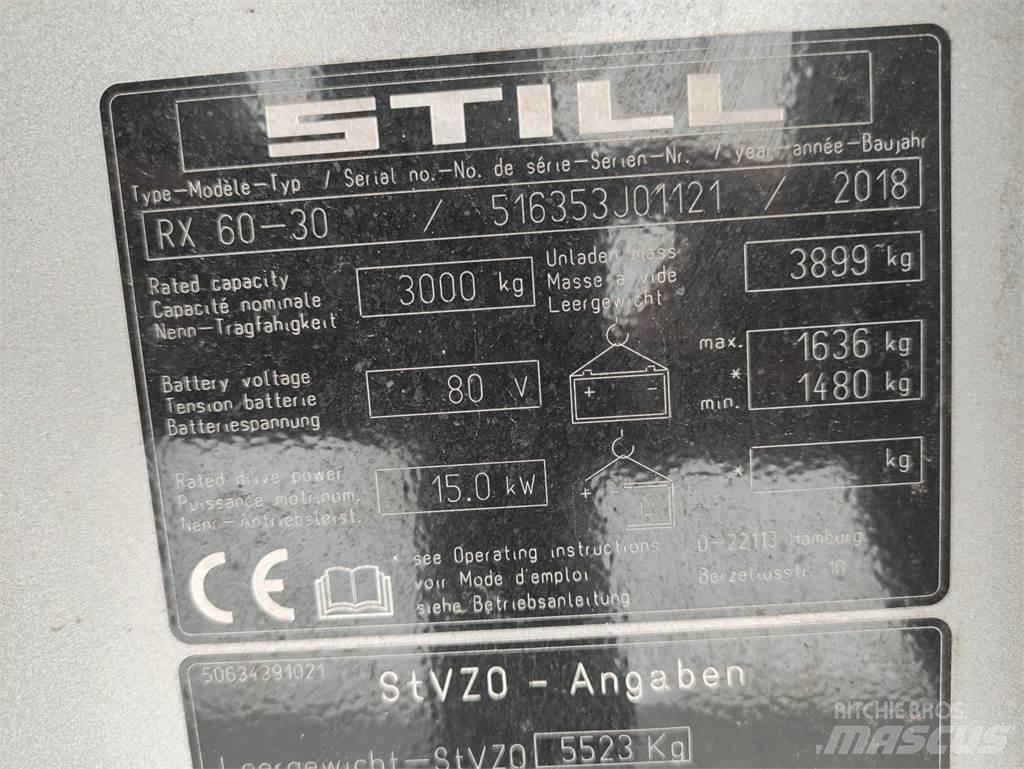 STILL
Type-Modèle-Typ / Serial no.-No. de série-Serien-Nr. / year-année-Baujahr
RX 60-30 / 516353J01121 / 2018
Rated capacity
Capacité nominale
Nenn-Tragfähigkeit
3000 kg
Unladen mass
Masse à vide
Leergewicht
3899 kg
Battery voltage
Tension batterie
Batteriespannung
80 V
+ -
max. 1636 kg
*
min. 1480 kg
Rated drive power
Puissance motr.nom.
Nenn-Antriebsleist.
15.0 kW
+ -
* kg
CE
* see Operating instructions
voir Mode d'emploi
siehe Betriebsanleitung
D-22113 Hamburg
Berzeliusstr. 10
50634391021
StVZO - Angaben
Leergewicht-StVZO 5523 Kg
RITCHIE BROS.
MASCUS